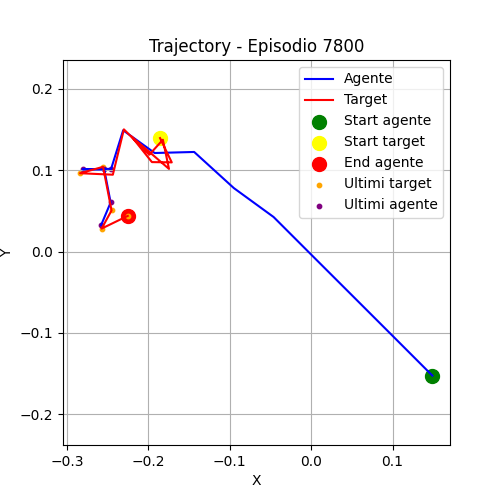 Trajectory - Episodio 7800
Agente
Target
Start agente
Start target
End agente
Ultimi target
Ultimi agente
0.2
0.1
0.0
−0.1
−0.2
Y
−0.3
−0.2
−0.1
0.0
0.1
X